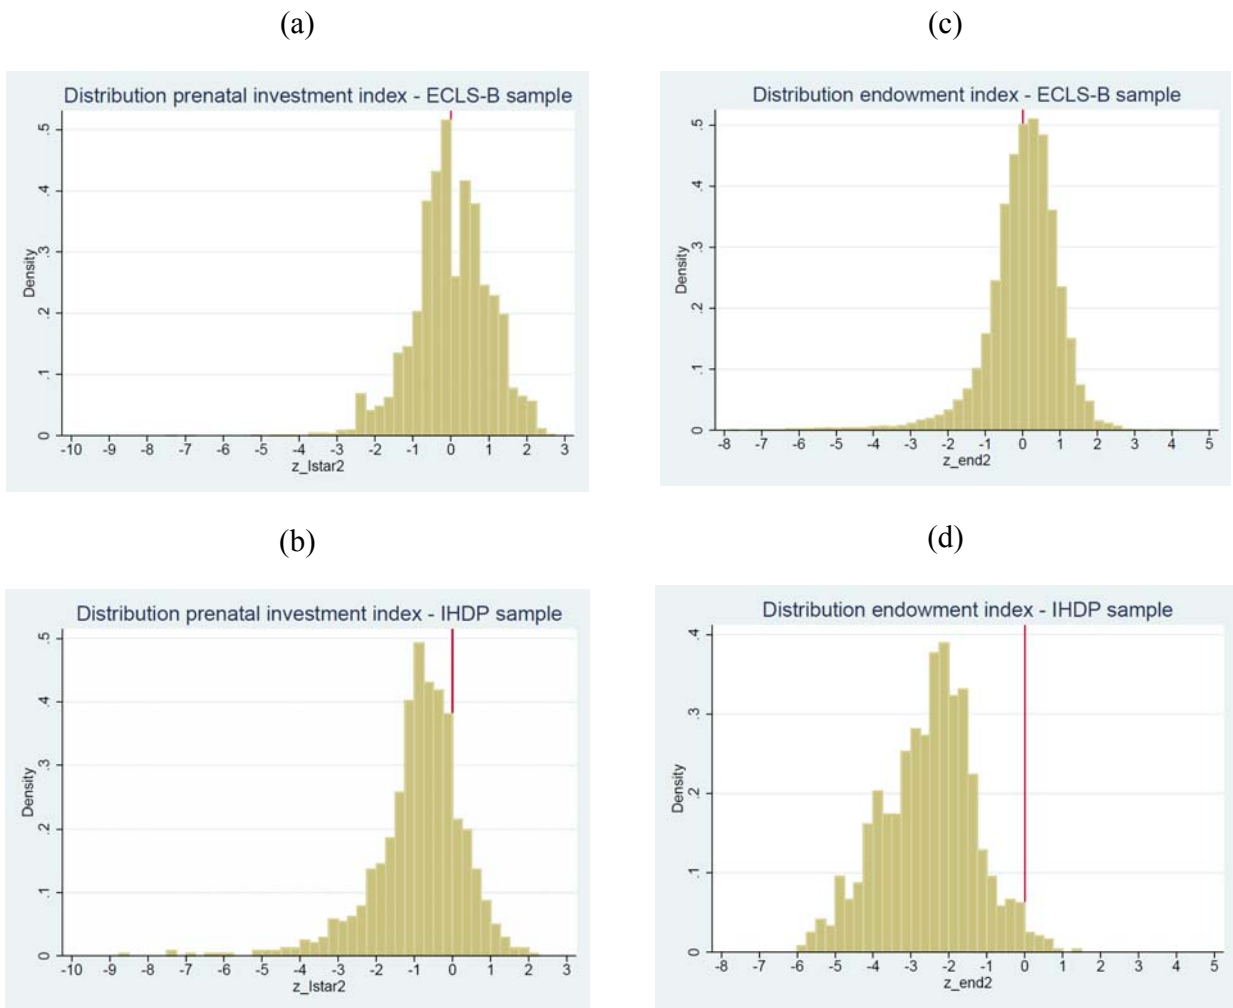 (a)
Distribution prenatal investment index - ECLS-B sample
Density
0 .1 .2 .3 .4 .5
-10 -9 -8 -7 -6 -5 -4 -3 -2 -1 0 1 2 3
z_Istar2
(c)
Distribution endowment index - ECLS-B sample
Density
0 .1 .2 .3 .4 .5
-8 -7 -6 -5 -4 -3 -2 -1 0 1 2 3 4 5
z_end2
(b)
Distribution prenatal investment index - IHDP sample
Density
0 .1 .2 .3 .4 .5
-10 -9 -8 -7 -6 -5 -4 -3 -2 -1 0 1 2 3
z_Istar2
(d)
Distribution endowment index - IHDP sample
Density
0 .1 .2 .3 .4
-8 -7 -6 -5 -4 -3 -2 -1 0 1 2 3 4 5
z_end2